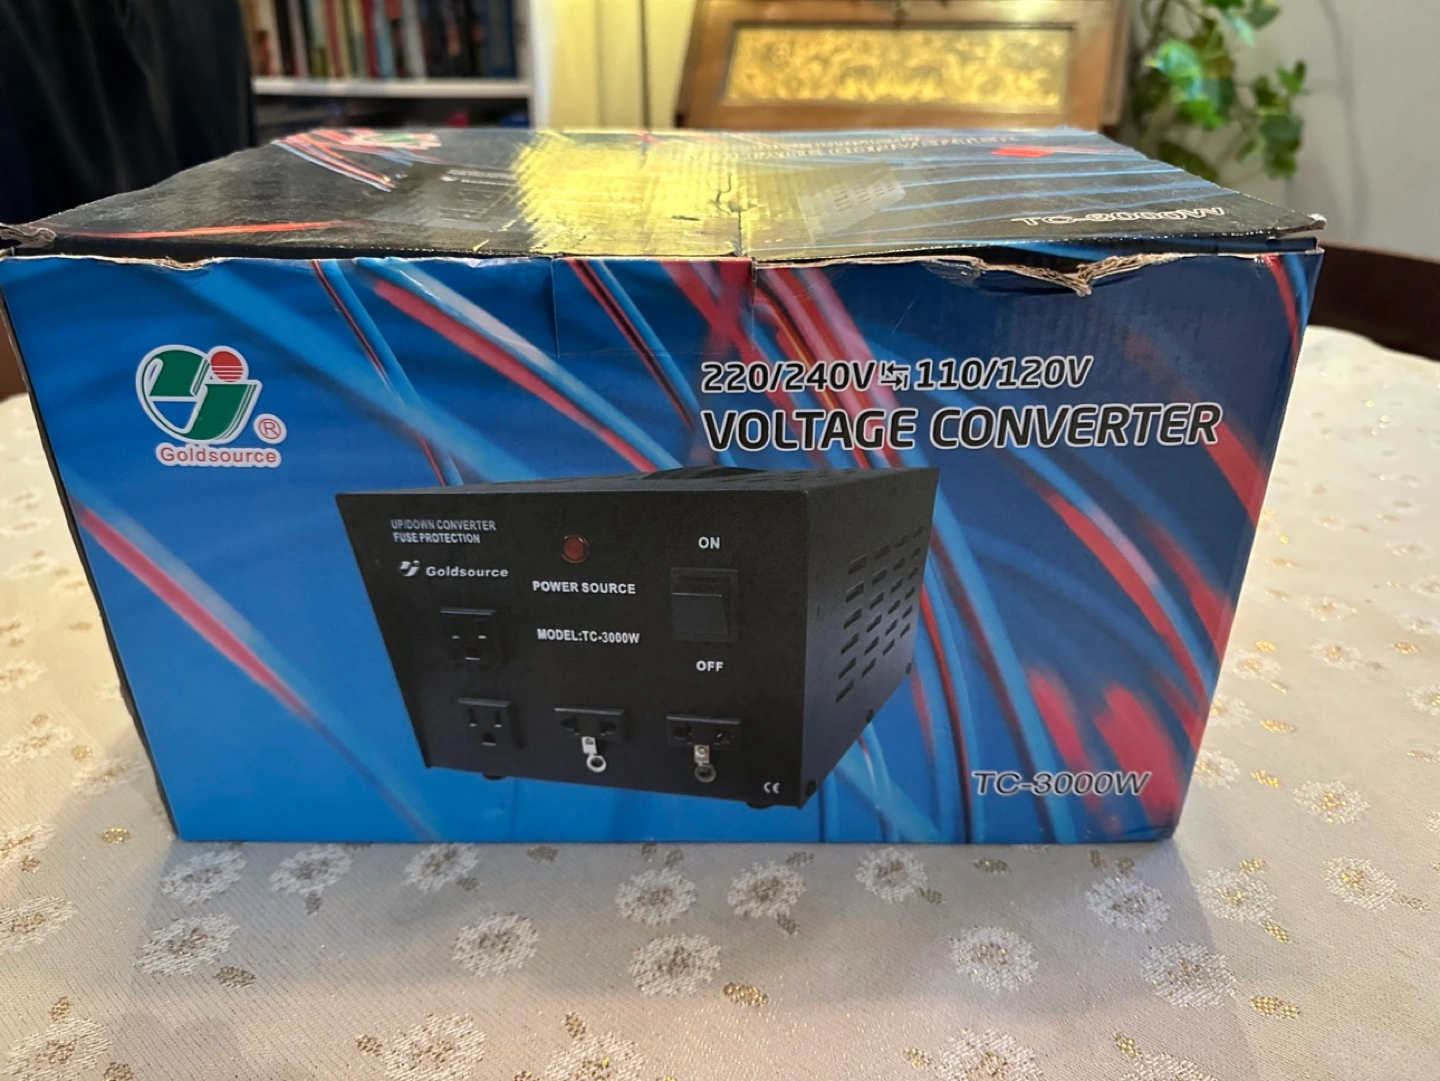 TC-3000W
Goldsource
®
220/240V ⇆ 110/120V
VOLTAGE CONVERTER
UP/DOWN CONVERTER
FUSE PROTECTION
Goldsource
POWER SOURCE
MODEL:TC-3000W
ON
OFF
CE
TC-3000W